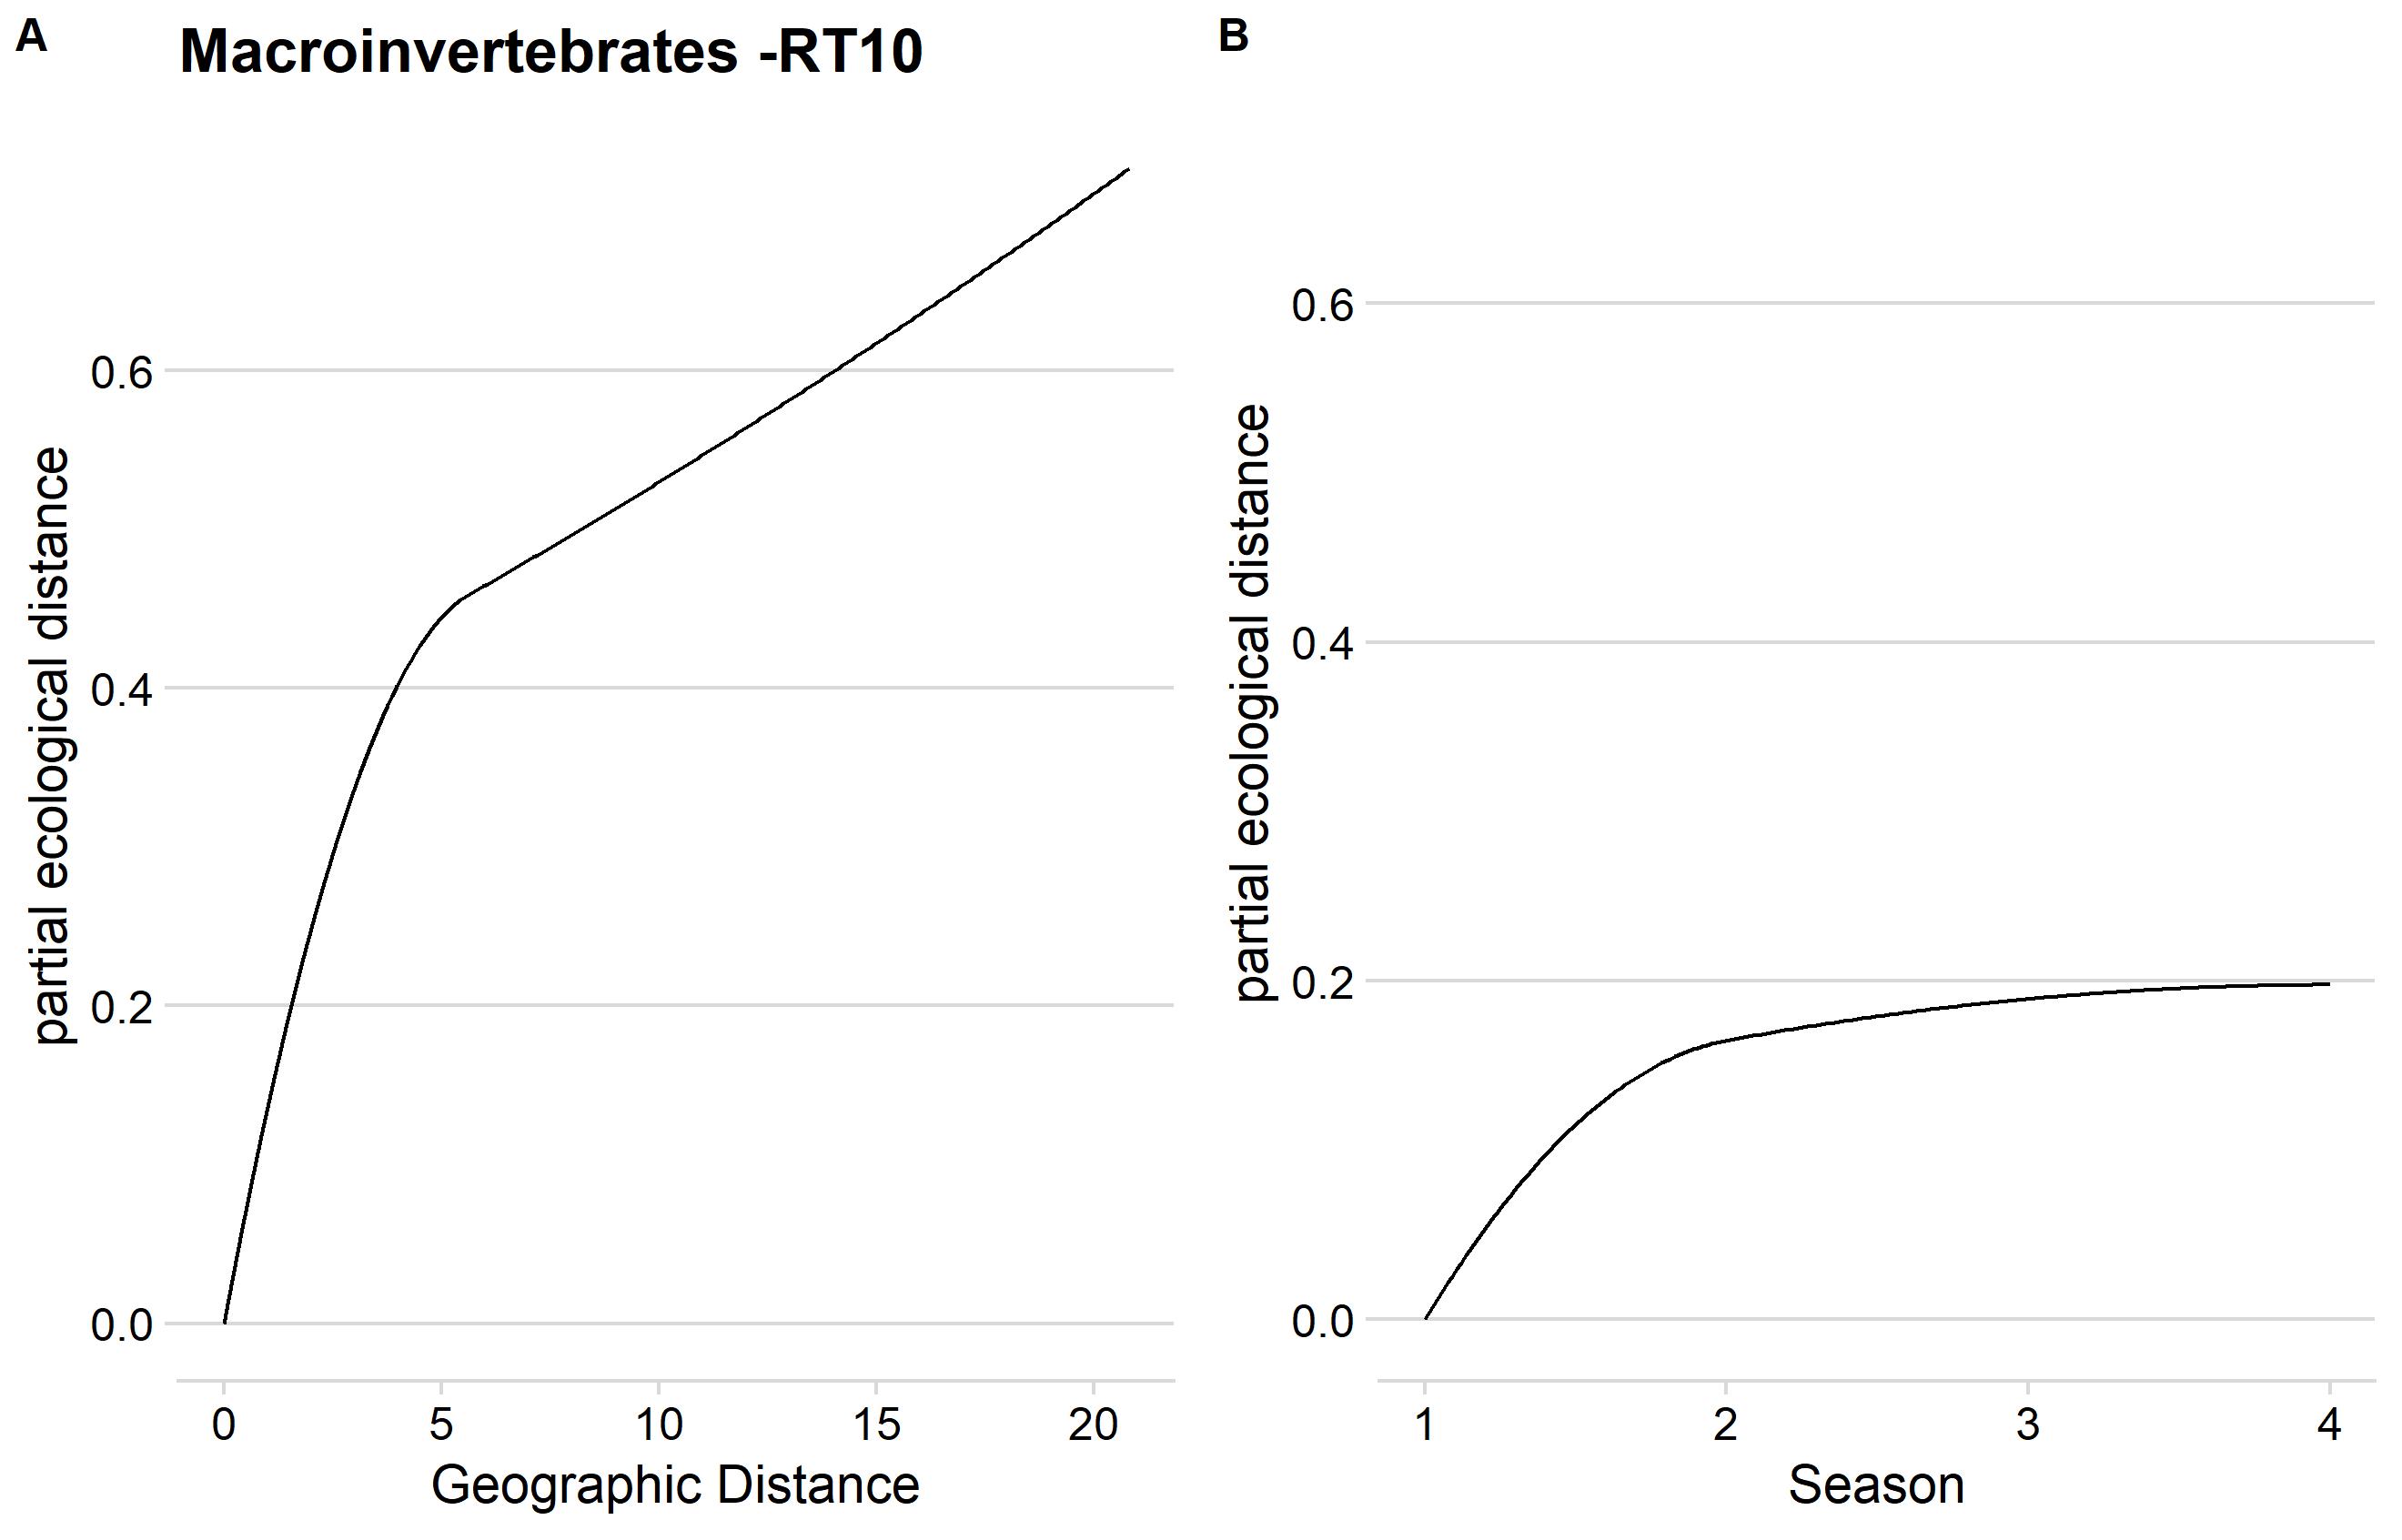 A
Macroinvertebrates -RT10
partial ecological distance
0.6
0.4
0.2
0.0
0 5 10 15 20
Geographic Distance
B
partial ecological distance
0.6
0.4
0.2
0.0
1 2 3 4
Season